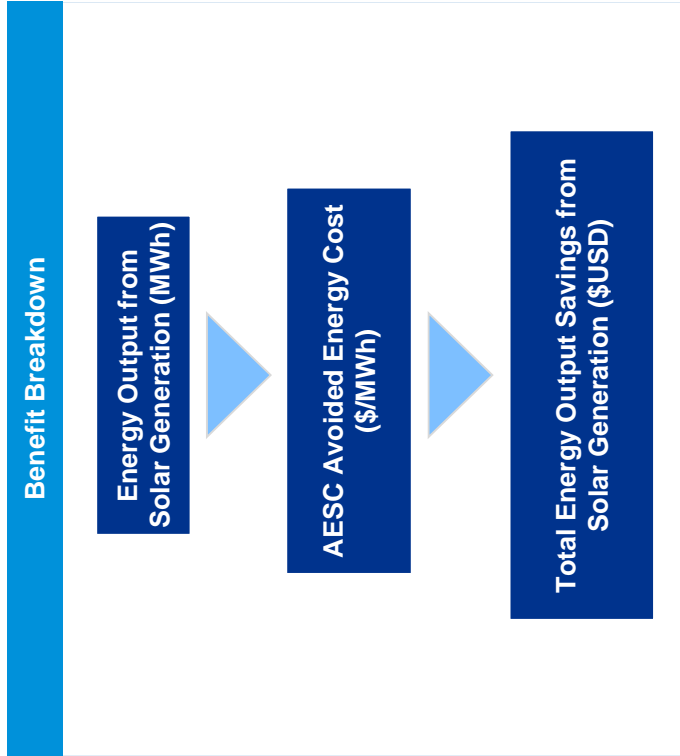 Benefit Breakdown
Energy Output from
Solar Generation (MWh)
AESC Avoided Energy Cost
($/MWh)
Total Energy Output Savings from
Solar Generation ($USD)